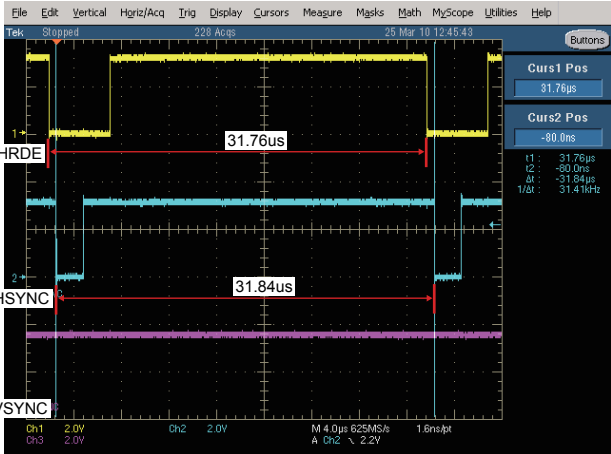 File Edit Vertical Horiz/Acq Trig Display Cursors Measure Masks Math MyScope Utilities Help
Tek Stopped 228 Acqs 25 Mar 10 12:45:43
Buttons
Curs1 Pos
31.76µs
Curs2 Pos
-80.0ns
t1 : 31.76µs
t2 : -80.0ns
Δt : -31.84µs
1/Δt : 31.41kHz
1
HRDE
31.76us
2
HSYNC
31.84us
VSYNC
Ch1 2.0V Ch2 2.0V M 4.0µs 625MS/s 1.6ns/pt
Ch3 2.0V A Ch2 \ 2.2V